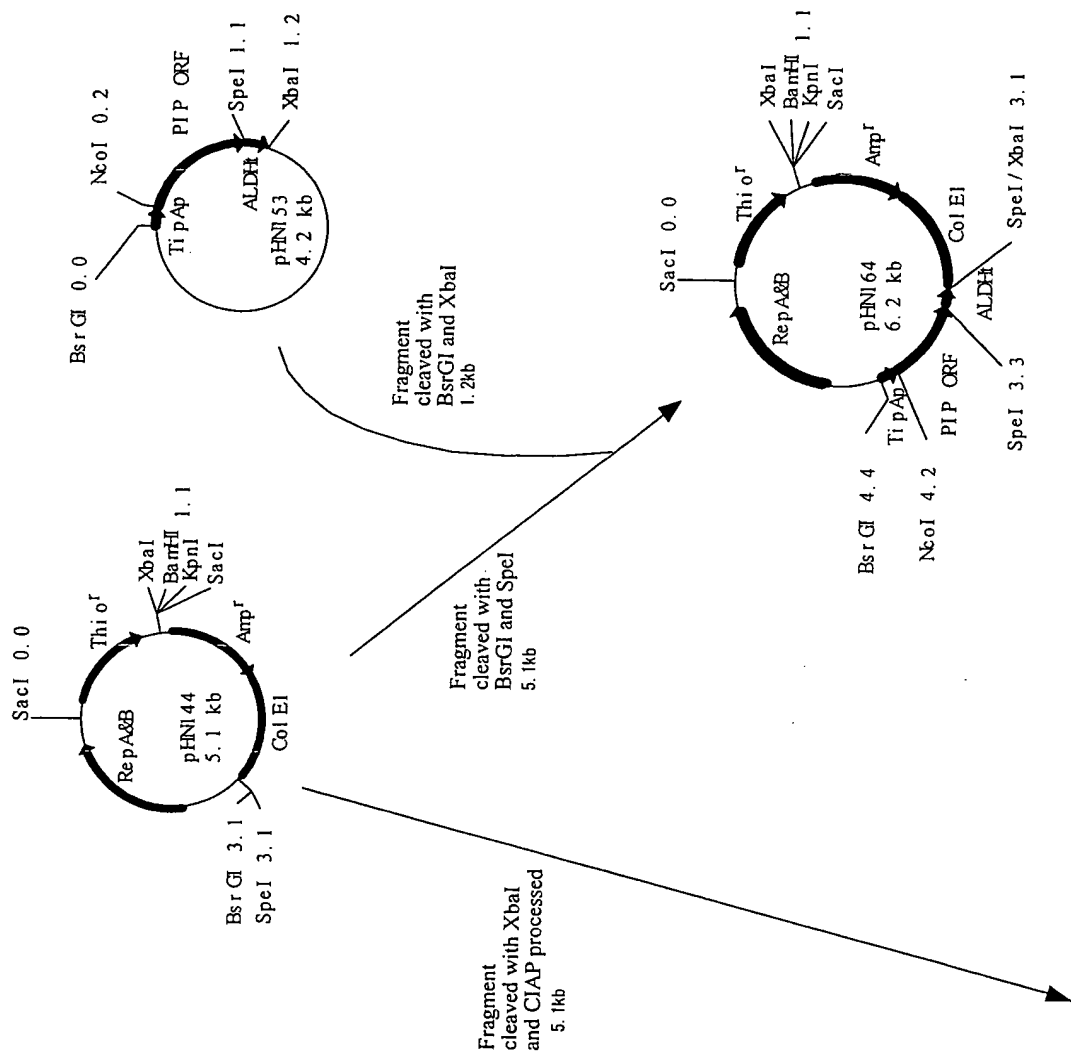 BsrGI 0.0
NcoI 0.2
TipAp
PIP ORF
SpeI 1.1
ALDHt
XbaI 1.2
pHN153
4.2 kb
Fragment
cleaved with
BsrGI and XbaI
1.2kb
SacI 0.0
RepA&B
Thio^r
XbaI
BamHI 1.1
KpnI
SacI
Amp^r
pHN144
5.1 kb
Col E1
BsrGI 3.1
SpeI 3.1
Fragment
cleaved with
BsrGI and SpeI
5.1kb
Fragment
cleaved with XbaI
and CIAP processed
5.1kb
SacI 0.0
RepA&B
Thio^r
XbaI
BamHI 1.1
KpnI
SacI
Amp^r
pHN164
6.2 kb
Col E1
BsrGI 4.4
TipAp
NcoI 4.2
PIP ORF
SpeI 3.3
ALDHt
SpeI/XbaI 3.1